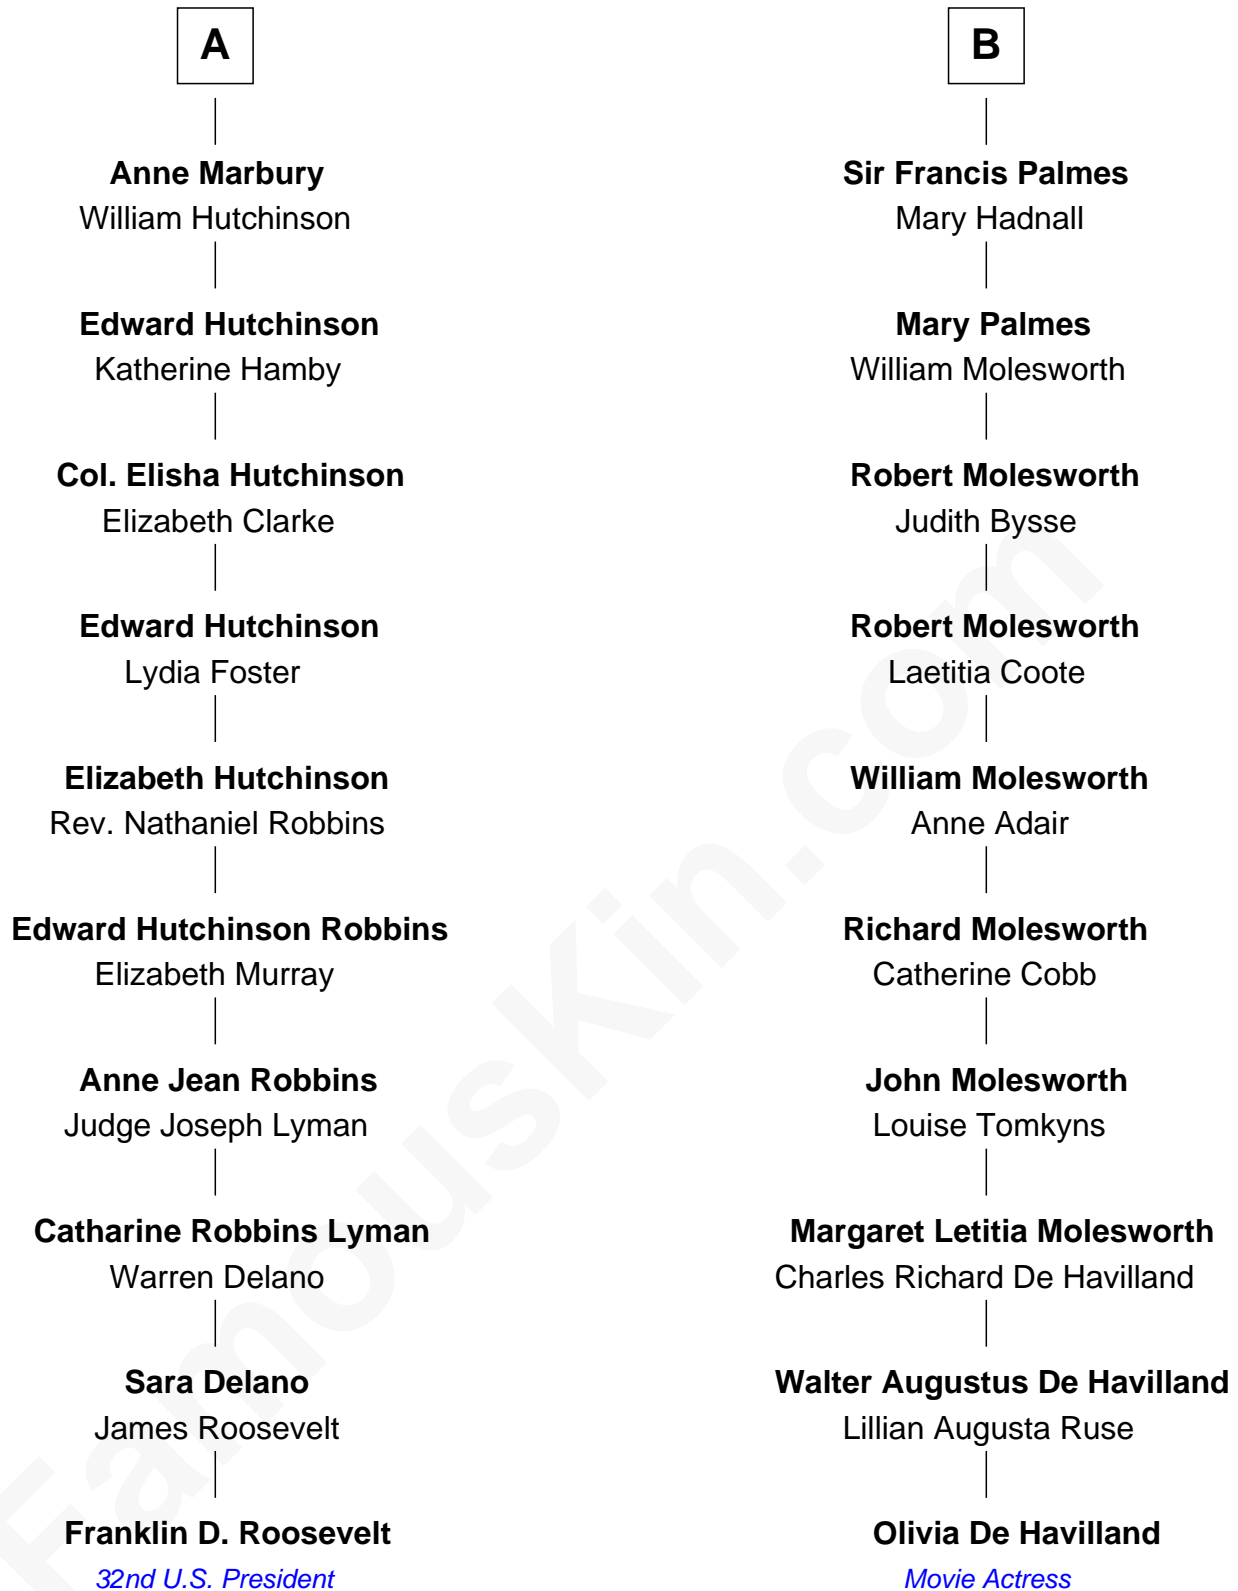 A
Anne Marbury
William Hutchinson
Edward Hutchinson
Katherine Hamby
Col. Elisha Hutchinson
Elizabeth Clarke
Edward Hutchinson
Lydia Foster
Elizabeth Hutchinson
Rev. Nathaniel Robbins
Edward Hutchinson Robbins
Elizabeth Murray
Anne Jean Robbins
Judge Joseph Lyman
Catharine Robbins Lyman
Warren Delano
Sara Delano
James Roosevelt
Franklin D. Roosevelt
32nd U.S. President
B
Sir Francis Palmes
Mary Hadnall
Mary Palmes
William Molesworth
Robert Molesworth
Judith Bysse
Robert Molesworth
Laetitia Coote
William Molesworth
Anne Adair
Richard Molesworth
Catherine Cobb
John Molesworth
Louise Tomkyns
Margaret Letitia Molesworth
Charles Richard De Havilland
Walter Augustus De Havilland
Lillian Augusta Ruse
Olivia De Havilland
Movie Actress
FamousKin.com